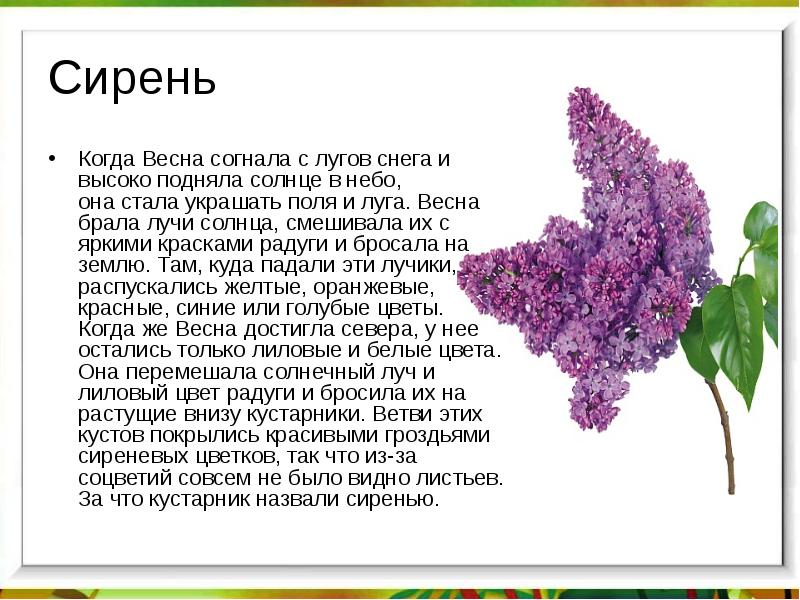 Сирень
• Когда Весна согнала с лугов снега и
высоко подняла солнце в небо,
она стала украшать поля и луга. Весна
брала лучи солнца, смешивала их с
яркими красками радуги и бросала на
землю. Там, куда падали эти лучики,
распускались желтые, оранжевые,
красные, синие или голубые цветы.
Когда же Весна достигла севера, у нее
остались только лиловые и белые цвета.
Она перемешала солнечный луч и
лиловый цвет радуги и бросила их на
растущие внизу кустарники. Ветви этих
кустов покрылись красивыми гроздьями
сиреневых цветков, так что из-за
соцветий совсем не было видно листьев.
За что кустарник назвали сиренью.